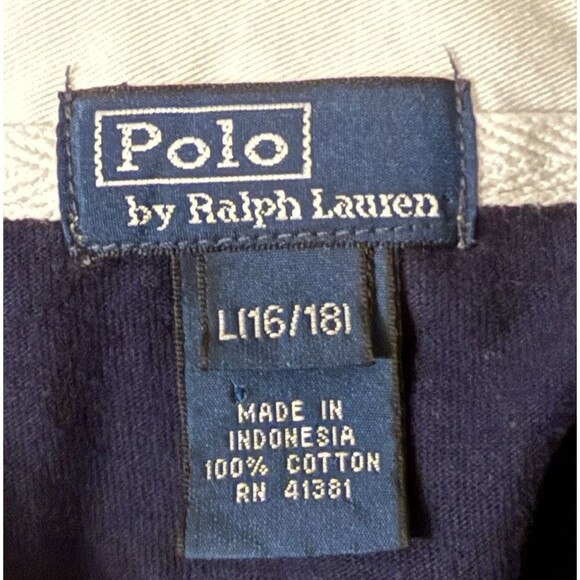 Polo
by Ralph Lauren
L(16/18)
MADE IN
INDONESIA
100% COTTON
RN 41381